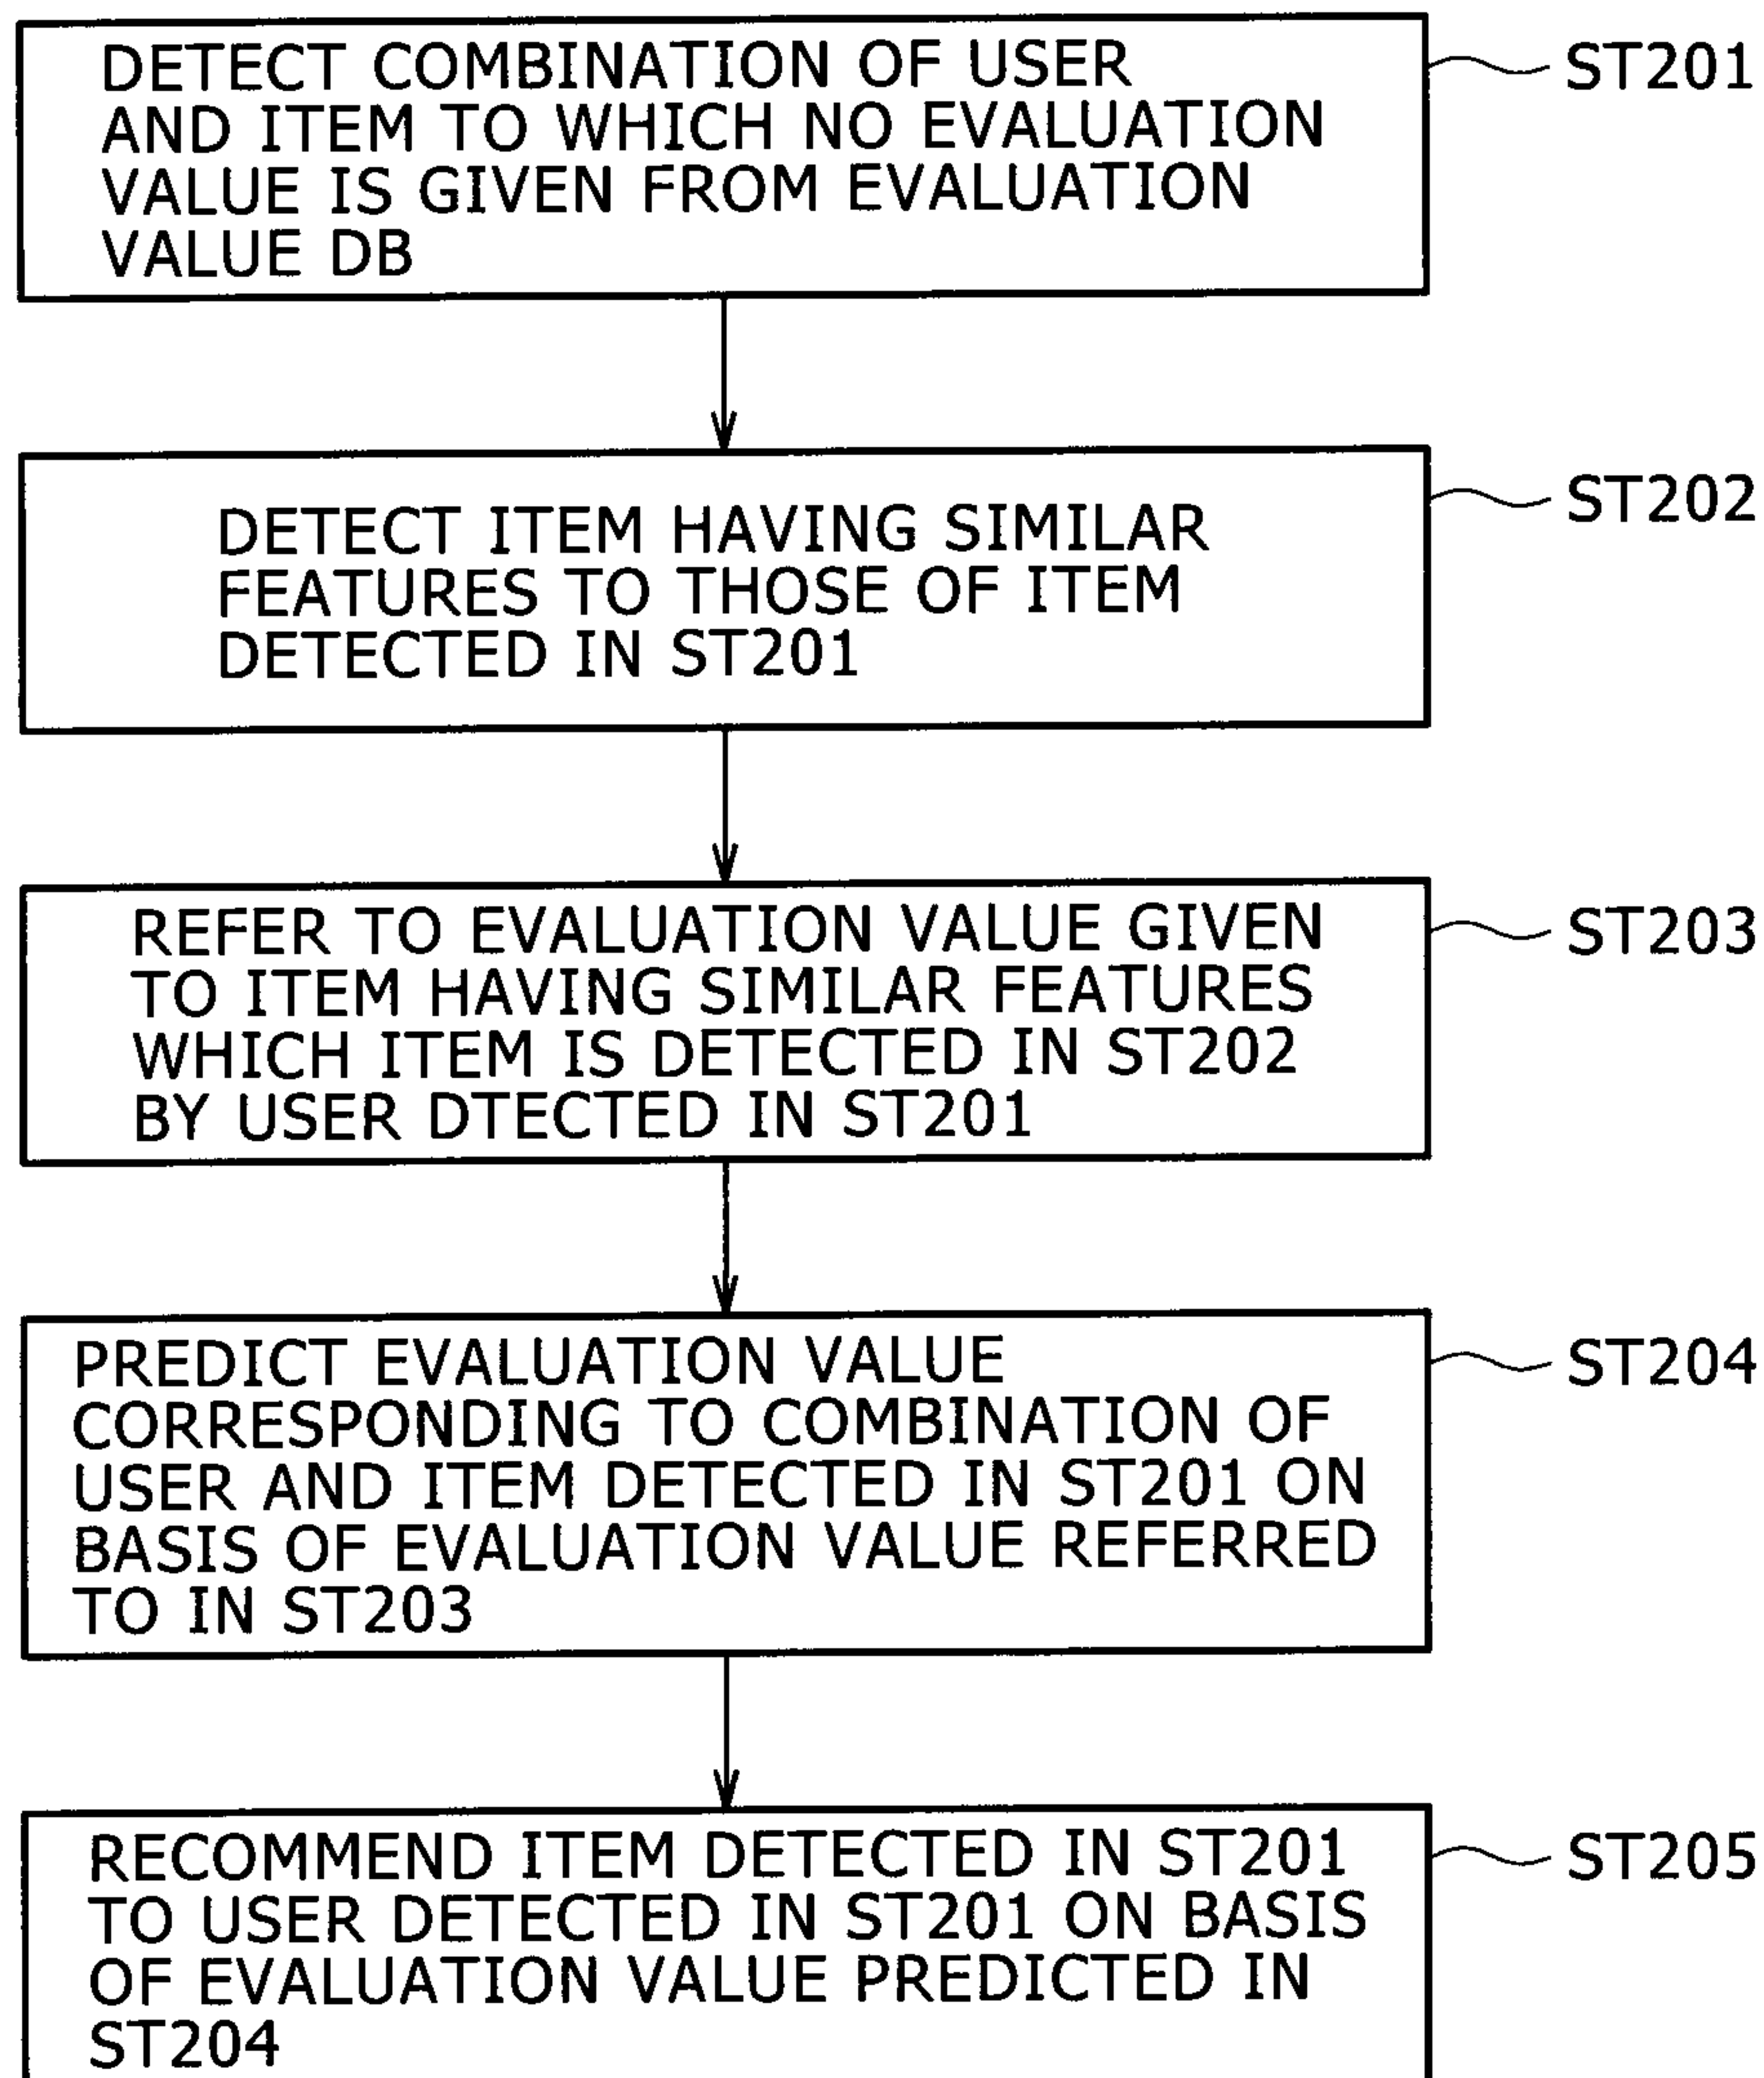 DETECT COMBINATION OF USER
AND ITEM TO WHICH NO EVALUATION
VALUE IS GIVEN FROM EVALUATION
VALUE DB
ST201
DETECT ITEM HAVING SIMILAR
FEATURES TO THOSE OF ITEM
DETECTED IN ST201
ST202
REFER TO EVALUATION VALUE GIVEN
TO ITEM HAVING SIMILAR FEATURES
WHICH ITEM IS DETECTED IN ST202
BY USER DTECTED IN ST201
ST203
PREDICT EVALUATION VALUE
CORRESPONDING TO COMBINATION OF
USER AND ITEM DETECTED IN ST201 ON
BASIS OF EVALUATION VALUE REFERRED
TO IN ST203
ST204
RECOMMEND ITEM DETECTED IN ST201
TO USER DETECTED IN ST201 ON BASIS
OF EVALUATION VALUE PREDICTED IN
ST204
ST205